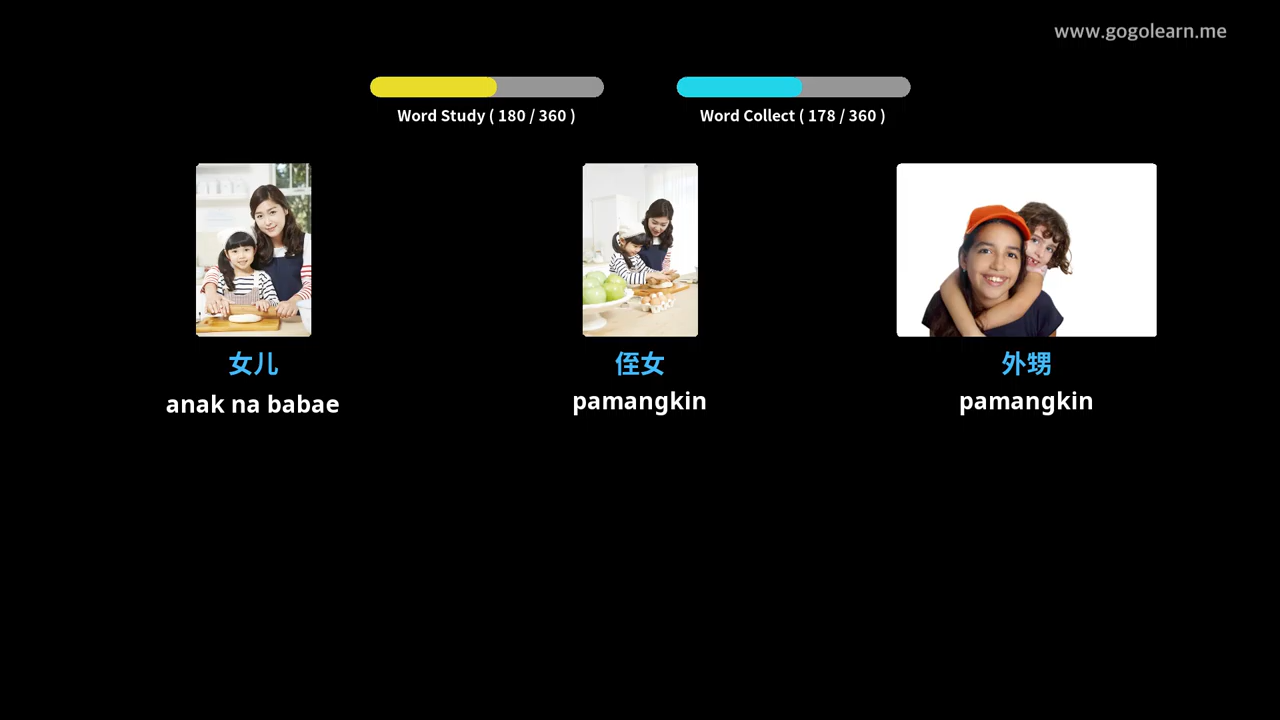 www.gogolearn.me
Word Study ( 180 / 360 )
Word Collect ( 178 / 360 )
女儿
侄女
外甥
anak na babae
pamangkin
pamangkin